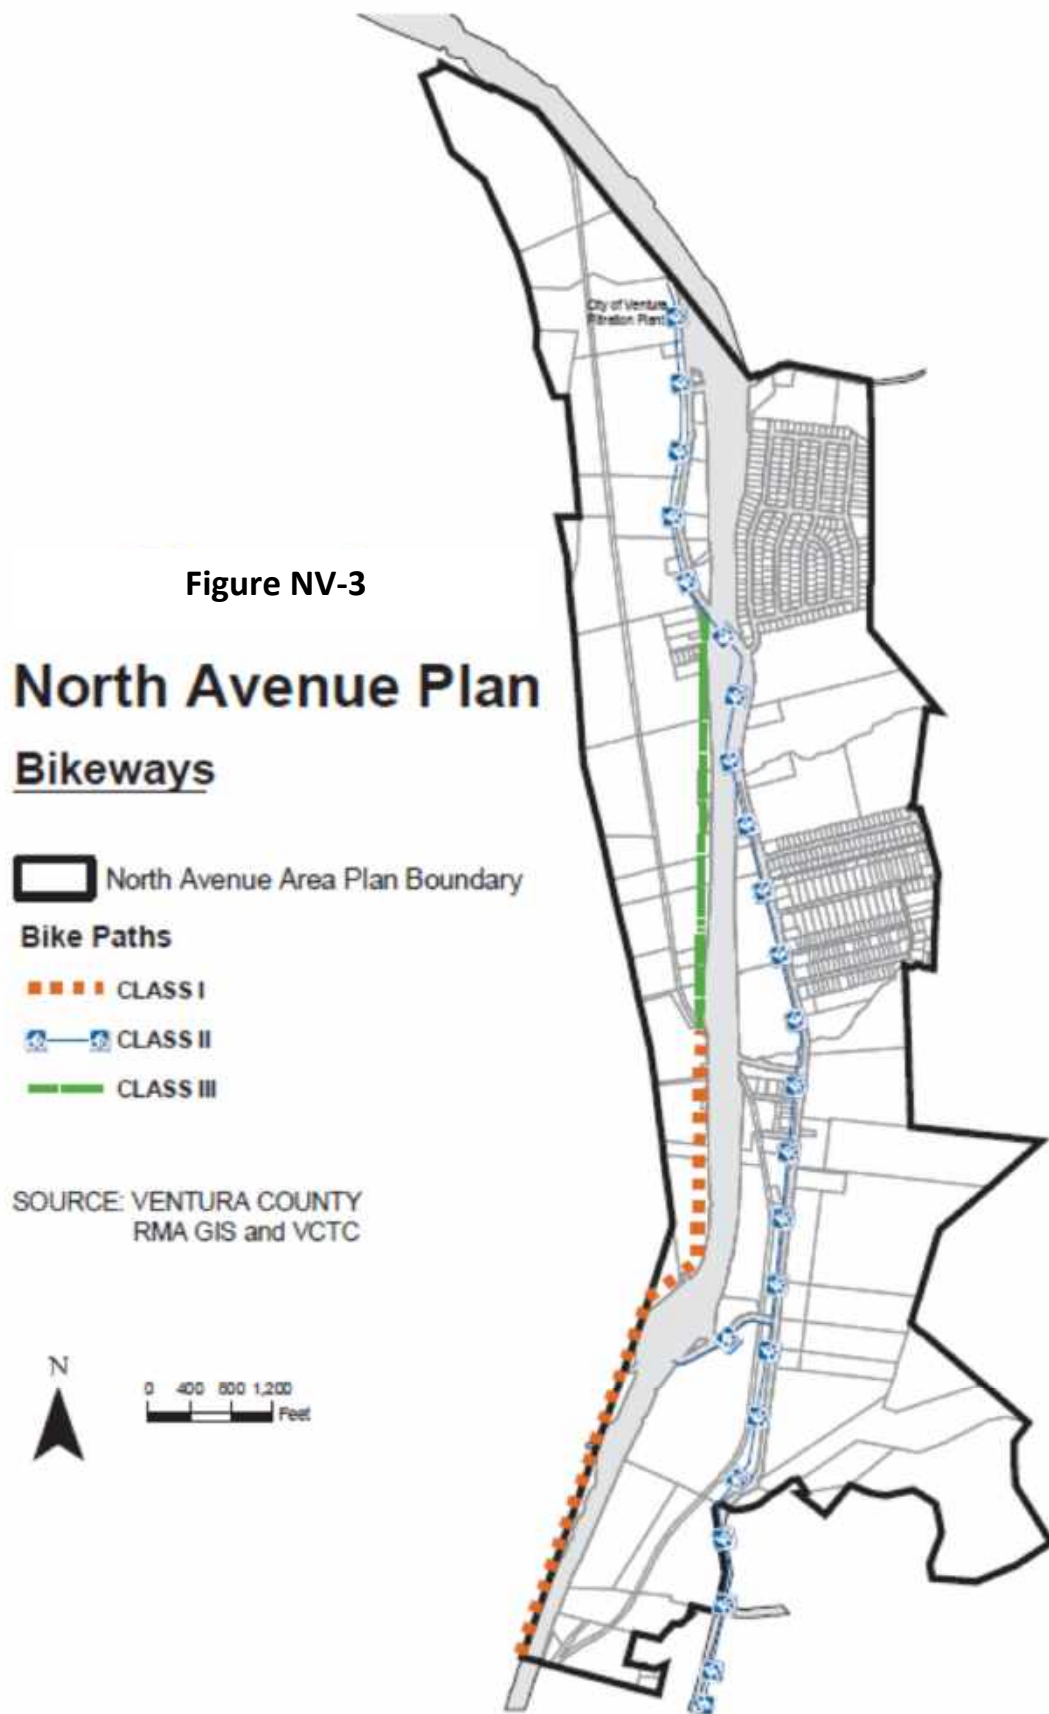 City of Ventura
Filtration Plant
Figure NV-3
North Avenue Plan
Bikeways
North Avenue Area Plan Boundary
Bike Paths
CLASS I
CLASS II
CLASS III
SOURCE: VENTURA COUNTY
RMA GIS and VCTC
N
0 400 800 1,200
Feet